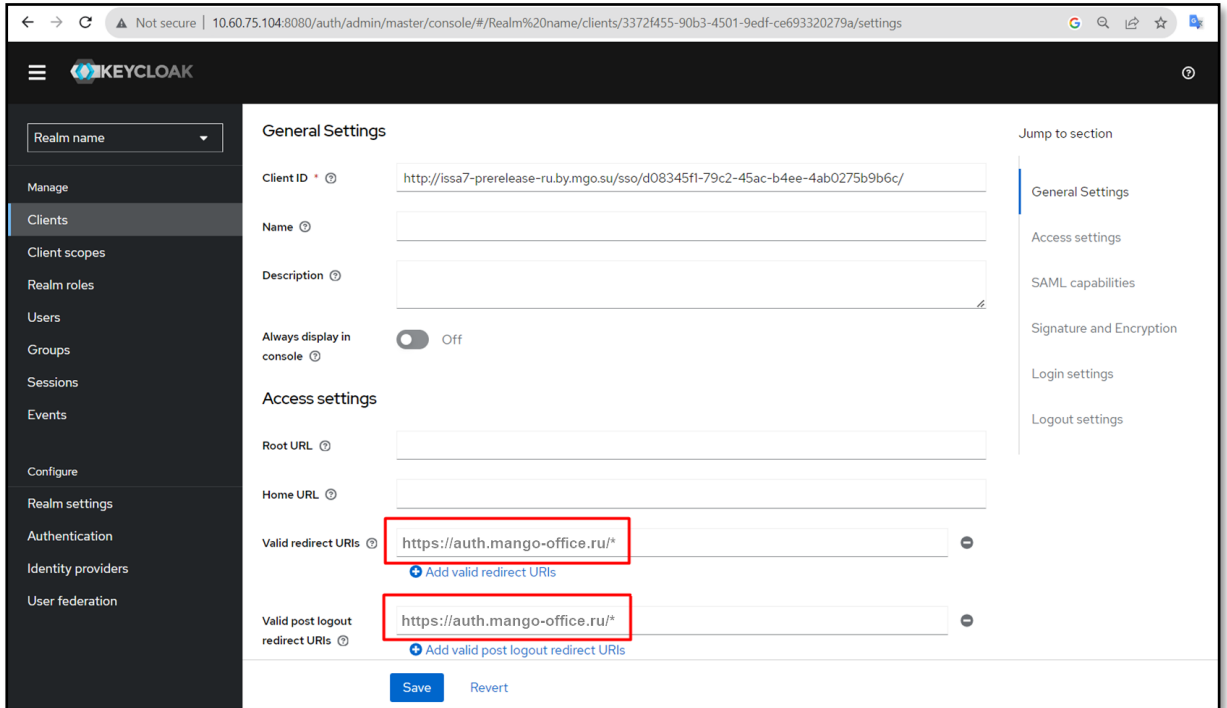 Not secure
10.60.75.104:8080/auth/admin/master/console/#/Realm%20name/clients/3372f455-90b3-4501-9edf-ce693320279a/settings
KEYCLOAK
Realm name
Manage
Clients
Client scopes
Realm roles
Users
Groups
Sessions
Events
Configure
Realm settings
Authentication
Identity providers
User federation
General Settings
Client ID *
http://issa7-prerelease-ru.by.mgo.su/sso/d08345f1-79c2-45ac-b4ee-4ab0275b9b6c/
Name
Description
Always display in
console
Off
Access settings
Root URL
Home URL
Valid redirect URIs
https://auth.mango-office.ru/*
Add valid redirect URIs
Valid post logout
redirect URIs
https://auth.mango-office.ru/*
Add valid post logout redirect URIs
Save
Revert
Jump to section
General Settings
Access settings
SAML capabilities
Signature and Encryption
Login settings
Logout settings